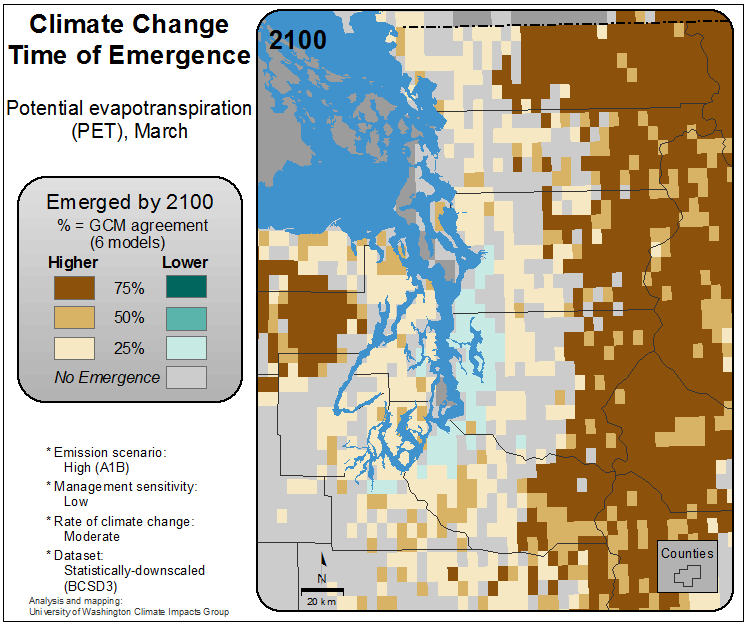 Climate Change
Time of Emergence
Potential evapotranspiration
(PET), March
Emerged by 2100
% = GCM agreement
(6 models)
Higher Lower
75%
50%
25%
No Emergence
* Emission scenario:
High (A1B)
* Management sensitivity:
Low
* Rate of climate change:
Moderate
* Dataset:
Statistically-downscaled
(BCSD3)
Analysis and mapping:
University of Washington Climate Impacts Group
2100
N
20 km
Counties